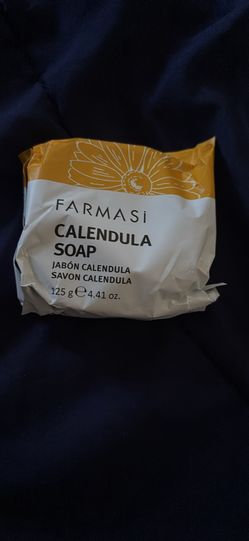 FARMASİ
CALENDULA
SOAP
JABÓN CALENDULA
SAVON CALENDULA
125 g ℮ 4.41 oz.